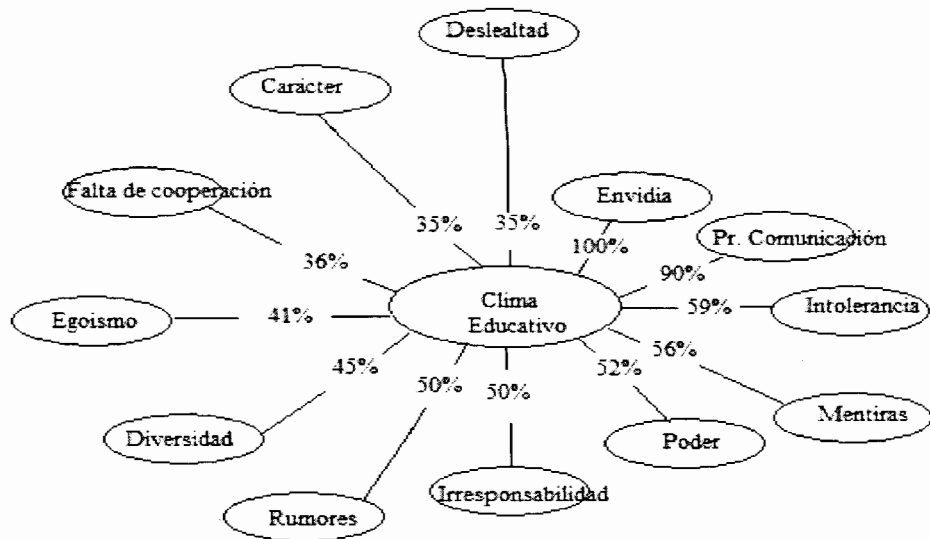 Deslealtad
Carácter
Envidia
Falta de cooperación
35%
35%
100%
Pr. Comunicación
36%
90%
Clima
Educativo
59%
Intolerancia
Egoismo
41%
45%
50%
50%
52%
56%
Mentiras
Diversidad
Poder
Irresponsabilidad
Rumores